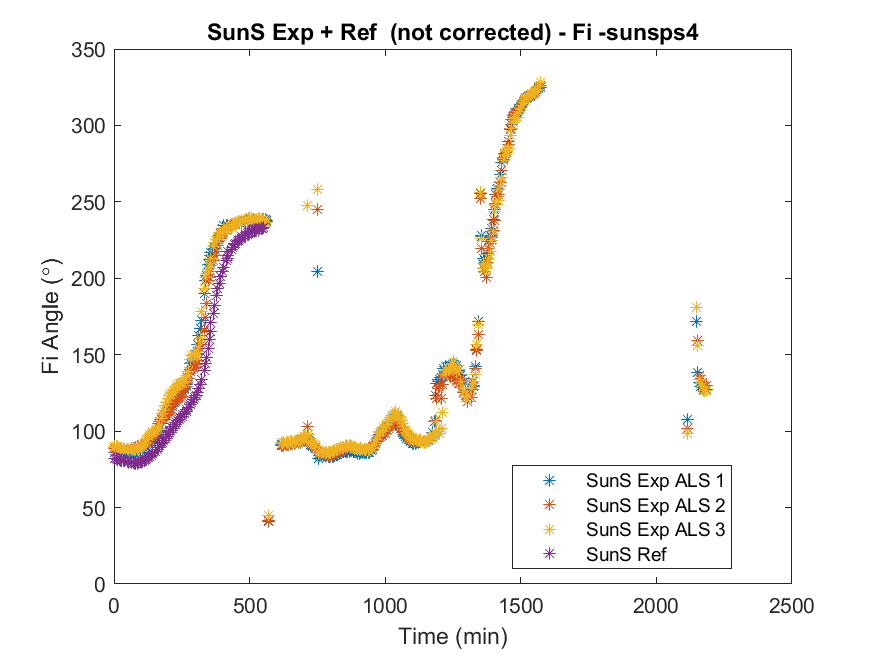 SunS Exp + Ref (not corrected) - Fi -sunsps4
350
300
250
200
150
100
50
0
Fi Angle (°)
0 500 1000 1500 2000 2500
Time (min)
SunS Exp ALS 1
SunS Exp ALS 2
SunS Exp ALS 3
SunS Ref